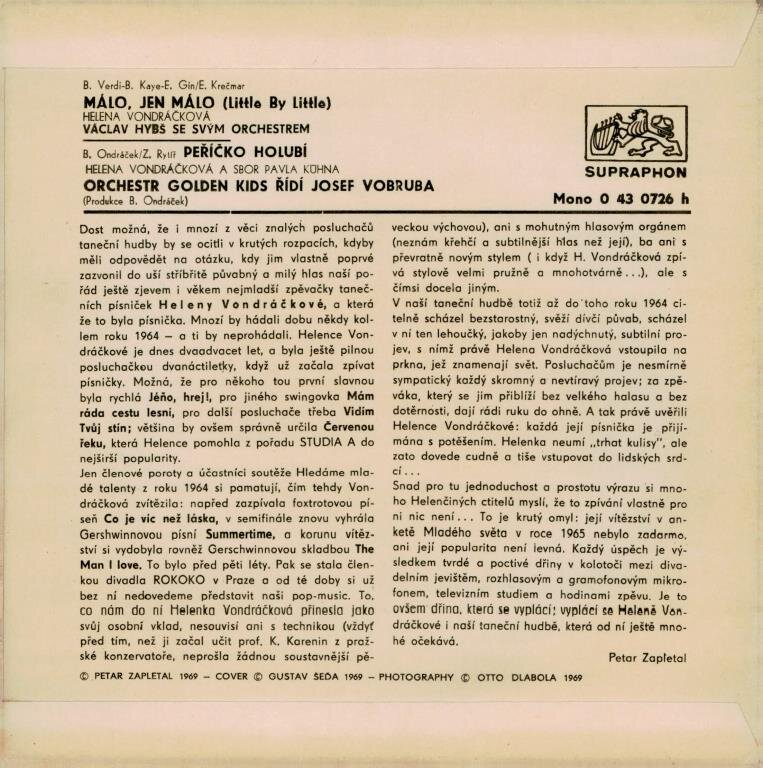 B. Verdi-B. Kaye-E. Gin/E. Krečmar
MÁLO, JEN MÁLO (Little By Little)
HELENA VONDRÁČKOVÁ
VÁCLAV HYBŠ SE SVÝM ORCHESTREM
B. Ondráček/Z. Rytíř PEŘÍČKO HOLUBÍ
HELENA VONDRÁČKOVÁ A SBOR PAVLA KÜHNA
ORCHESTR GOLDEN KIDS ŘÍDÍ JOSEF VOBRUBA
(Produkce B. Ondráček)
SUPRAPHON
Mono 0 43 0726 h
Dost možná, že i mnozí z věci znalých posluchačů
taneční hudby by se ocitli v krutých rozpacích, kdyby
měli odpovědět na otázku, kdy jim vlastně poprvé
zazvonil do uší stříbřitě půvabný a milý hlas naší po-
řád ještě zjevem i věkem nejmladší zpěvačky taneč-
ních písniček Heleny Vondráčkové, a která
že to byla písnička. Mnozí by hádali dobu někdy kol-
lem roku 1964 – a ti by neprohádali. Helence Von-
dráčkové je dnes dvaadvacet let, a byla ještě pilnou
posluchačkou dvanáctiletky, když už začala zpívat
písničky. Možná, že pro někoho tou první slavnou
byla rychlá Jéňo, hrej!, pro jiného swingovka Mám
ráda cestu lesní, pro další posluchače třeba Vidím
Tvůj stín; většina by ovšem správně určila Červenou
řeku, která Helence pomohla z pořadu STUDIA A do
nejširší popularity.
Jen členové poroty a účastníci soutěže Hledáme mla-
dé talenty z roku 1964 si pamatují, čím tehdy Von-
dráčková zvítězila: napřed zazpívala foxtrotovou pí-
seň Co je víc než láska, v semifinále znovu vyhrála
Gershwinnovou písní Summertime, a korunu vítěz-
ství si vydobyla rovněž Gerschwinnovou skladbou The
Man I love. To bylo před pěti léty. Pak se stala člen-
kou divadla ROKOKO v Praze a od té doby si už
bez ní nedovedeme představit naši pop-music. To,
co nám do ní Helenka Vondráčková přinesla jako
svůj osobní vklad, nesouvisí ani s technikou (vždyť
před tím, než ji začal učit prof. K. Karenin z praž-
ské konzervatoře, neprošla žádnou soustavnější pě-
veckou výchovou), ani s mohutným hlasovým orgánem
(neznám křehčí a subtilnější hlas než její), ba ani s
převratně novým stylem ( i když H. Vondráčková zpí-
vá stylově velmi pružně a mnohotvárně...), ale s
čímsi docela jiným.
V naší taneční hudbě totiž až do toho roku 1964 ci-
telně scházel bezstarostný, svěží dívčí půvab, scházel
v ní ten lehoučký, jakoby jen nadýchnutý, subtilní pro-
jev, s nímž právě Helena Vondráčková vstoupila na
prkna, jež znamenají svět. Posluchačům je nesmírně
sympatický každý skromný a nevtíravý projev; za zpě-
váka, který se jim přiblíží bez velkého halasu a bez
dotěrnosti, dají rádi ruku do ohně. A tak právě uvěřili
Helence Vondráčkové: každá její písnička je přijí-
mána s potěšením. Helenka neumí „trhat kulisy", ale
zato dovede cudně a tiše vstupovat do lidských srd-
cí...
Snad pro tu jednoduchost a prostotu výrazu si mno-
ho Helenčiných ctitelů myslí, že to zpívání vlastně pro
ni nic není... To je krutý omyl: její vítězství v an-
ketě Mladého světa v roce 1965 nebylo zadarmo,
ani její popularita není levná. Každý úspěch je vý-
sledkem tvrdé a poctivé dřiny v kolotoči mezi diva-
delním jevištěm, rozhlasovým a gramofonovým mikro-
fonem, televizním studiem a hodinami zpěvu. Je to
ovšem dřina, která se vyplácí; vyplácí se Heleně Von-
dráčkové i naší taneční hudbě, která od ní ještě mno-
hé očekává.
Petar Zapletal
© PETAR ZAPLETAL 1969 – COVER © GUSTAV ŠEĎA 1969 – PHOTOGRAPHY © OTTO DLABOLA 1969